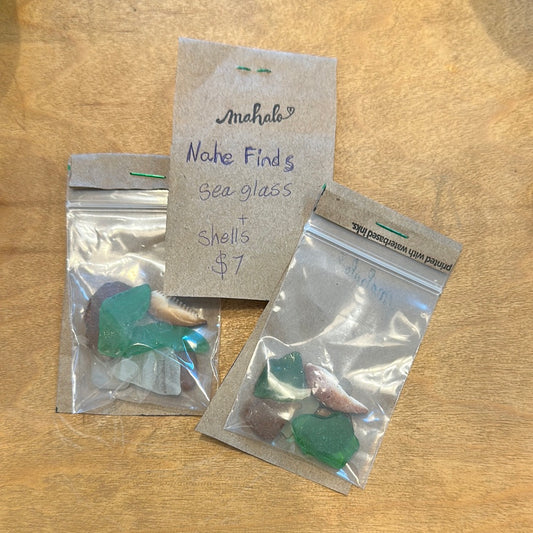 mahalo
Nahe Finds
sea glass
+
Shells
$7
printed with waterbased inks.